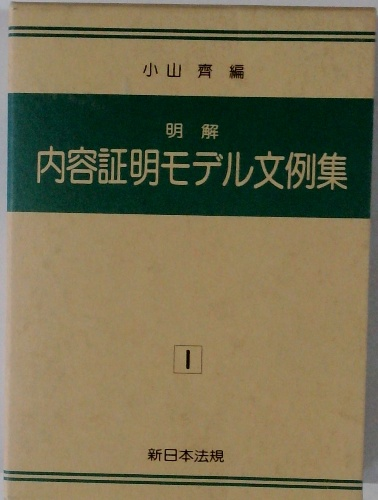 小山 齊 編
明解
内容証明モデル文例集
1
新日本法規